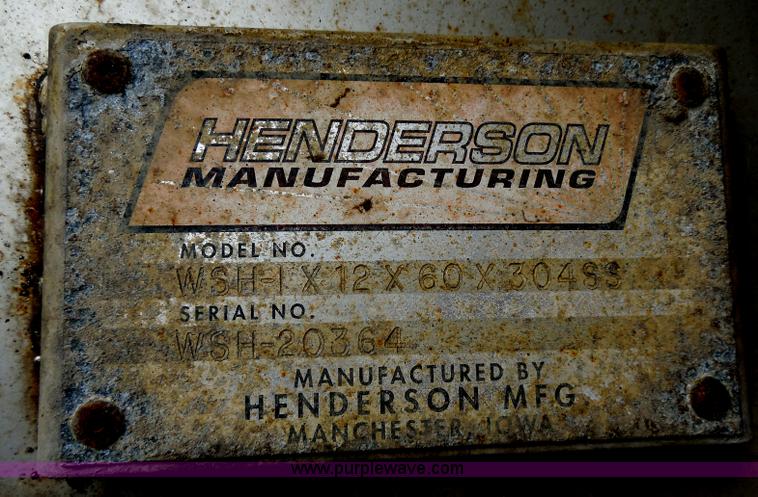 HENDERSON
MANUFACTURING
MODEL NO.
WSH-1 X 12 X 60 X 304SS
SERIAL NO.
WSH-20364
MANUFACTURED BY
HENDERSON MFG
MANCHESTER, IOWA
www.purplewave.com